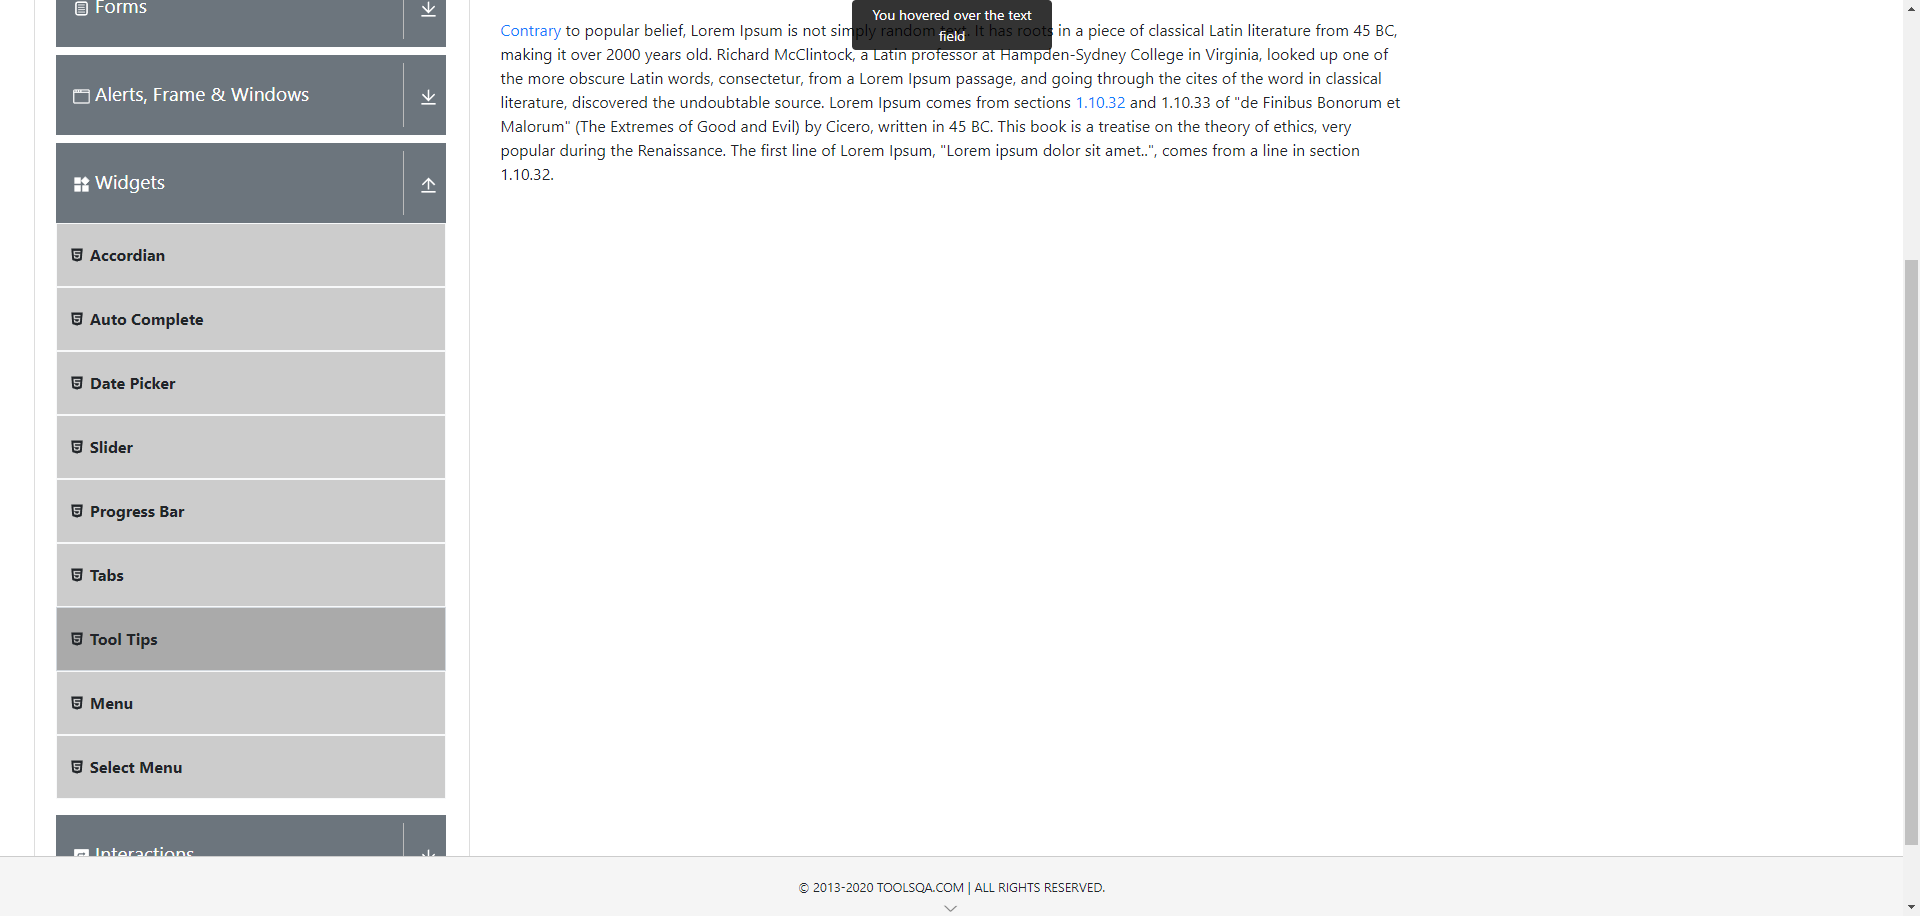 Forms
Alerts, Frame & Windows
Widgets
Accordian
Auto Complete
Date Picker
Slider
Progress Bar
Tabs
Tool Tips
Menu
Select Menu
Interactions
You hovered over the text
field
Contrary to popular belief, Lorem Ipsum is not simply random text. It has roots in a piece of classical Latin literature from 45 BC,
making it over 2000 years old. Richard McClintock, a Latin professor at Hampden-Sydney College in Virginia, looked up one of
the more obscure Latin words, consectetur, from a Lorem Ipsum passage, and going through the cites of the word in classical
literature, discovered the undoubtable source. Lorem Ipsum comes from sections 1.10.32 and 1.10.33 of "de Finibus Bonorum et
Malorum" (The Extremes of Good and Evil) by Cicero, written in 45 BC. This book is a treatise on the theory of ethics, very
popular during the Renaissance. The first line of Lorem Ipsum, "Lorem ipsum dolor sit amet..", comes from a line in section
1.10.32.
© 2013-2020 TOOLSQA.COM | ALL RIGHTS RESERVED.